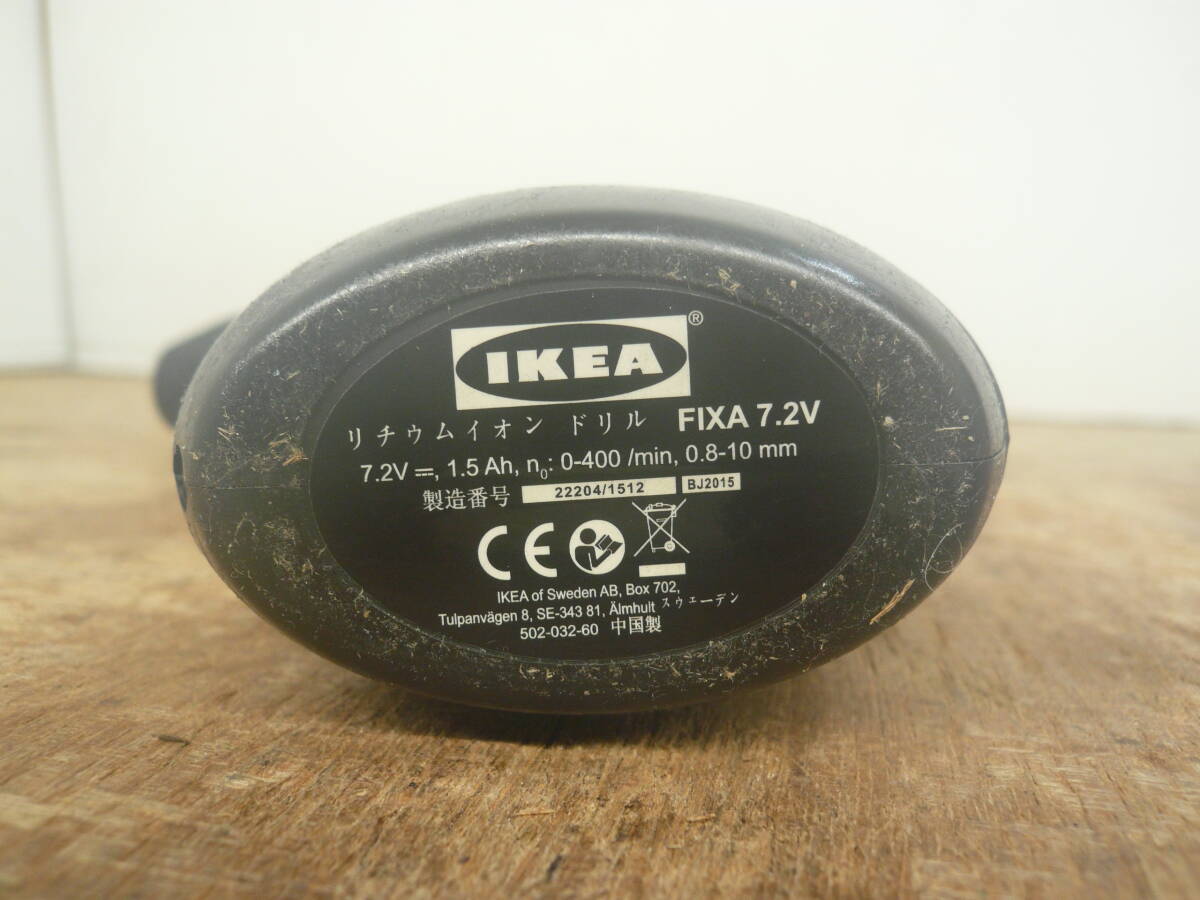 IKEA®
リチウムイオン ドリル FIXA 7.2V
7.2V ⎓, 1.5 Ah, n₀: 0-400 /min, 0.8-10 mm
製造番号 22204/1512 BJ2015
CE
IKEA of Sweden AB, Box 702,
Tulpanvägen 8, SE-343 81, Älmhult スウェーデン
502-032-60 中国製